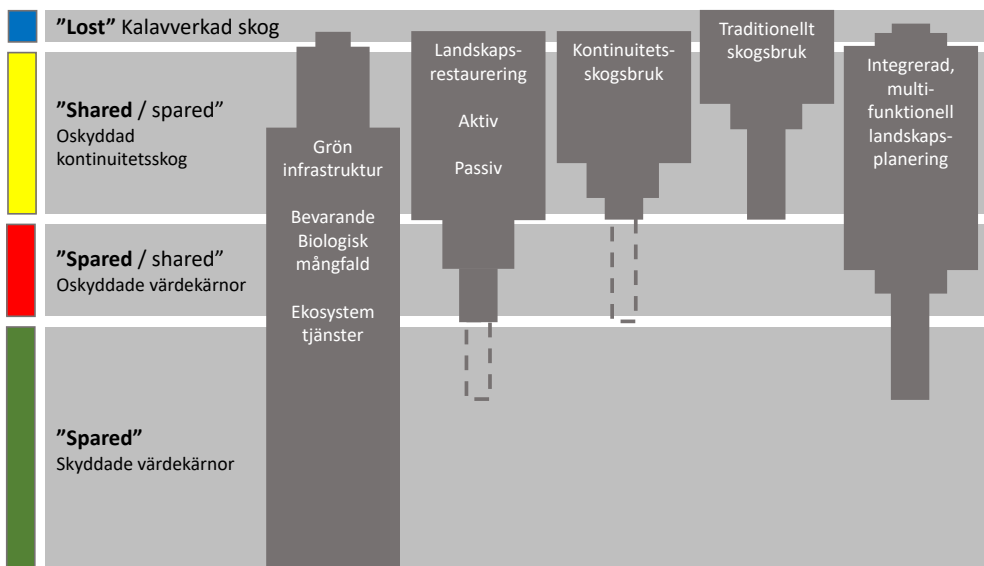 "Lost" Kalavverkad skog
”Shared / spared”
Oskyddad
kontinuitetsskog
”Spared / shared”
Oskyddade värdekärnor
”Spared”
Skyddade värdekärnor
Grön
infrastruktur
Bevarande
Biologisk
mångfald
Ekosystem
tjänster
Landskaps-
restaurering
Aktiv
Passiv
Kontinuitets-
skogsbruk
Traditionellt
skogsbruk
Integrerad,
multi-
funktionell
landskaps-
planering